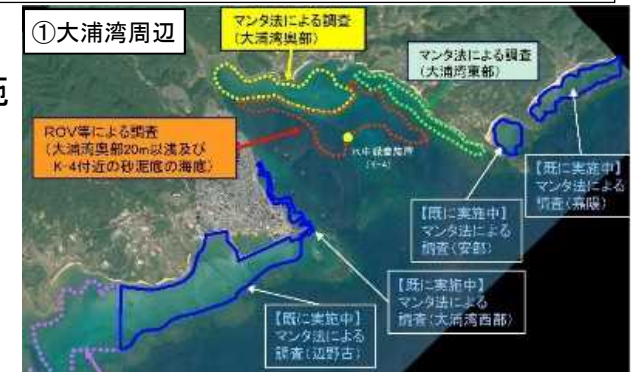 ①大浦湾周辺
施
マンタ法による調査
(大浦湾奥部)
マンタ法による調査
(大浦湾東部)
ROV等による調査
(大浦湾奥部20m以浅及び
K-4付近の砂泥底の海底)
水中録音箇所
(K-4)
【既に実施中】
マンタ法による
調査(嘉陽)
【既に実施中】
マンタ法による
調査(安部)
【既に実施中】
マンタ法による
調査(大浦湾西部)
【既に実施中】
マンタ法による
調査(辺野古)